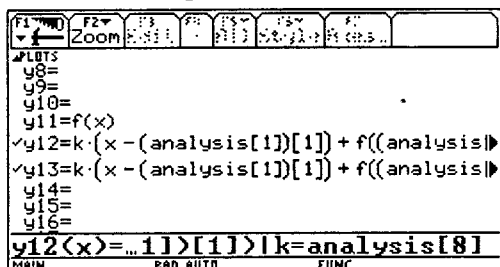 F1 F2
Zoom
PLOTS
y8=
y9=
y10=
y11=f(x)
✓y12=k·(x-(analysis[1])[1])+f((analysis
✓y13=k·(x-(analysis[1])[1])+f((analysis
y14=
y15=
y16=
y12(x)=…1])[1])|k=analysis[8]
MAIN RAD AUTO FUNC